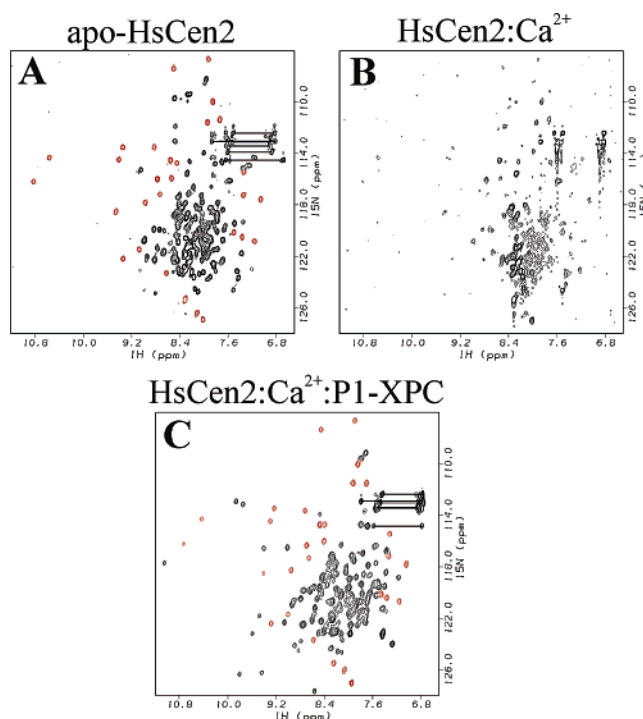 apo-HsCen2
HsCen2:Ca²⁺
A
B
110.0
114.0
118.0
122.0
126.0
15N (ppm)
10.8 10.0 9.2 8.4 7.6 6.8
1H (ppm)
110.0
114.0
118.0
122.0
126.0
15N (ppm)
10.8 10.0 9.2 8.4 7.6 6.8
1H (ppm)
HsCen2:Ca²⁺:P1-XPC
C
110.0
114.0
118.0
122.0
126.0
15N (ppm)
10.8 10.0 9.2 8.4 7.6 6.8
1H (ppm)